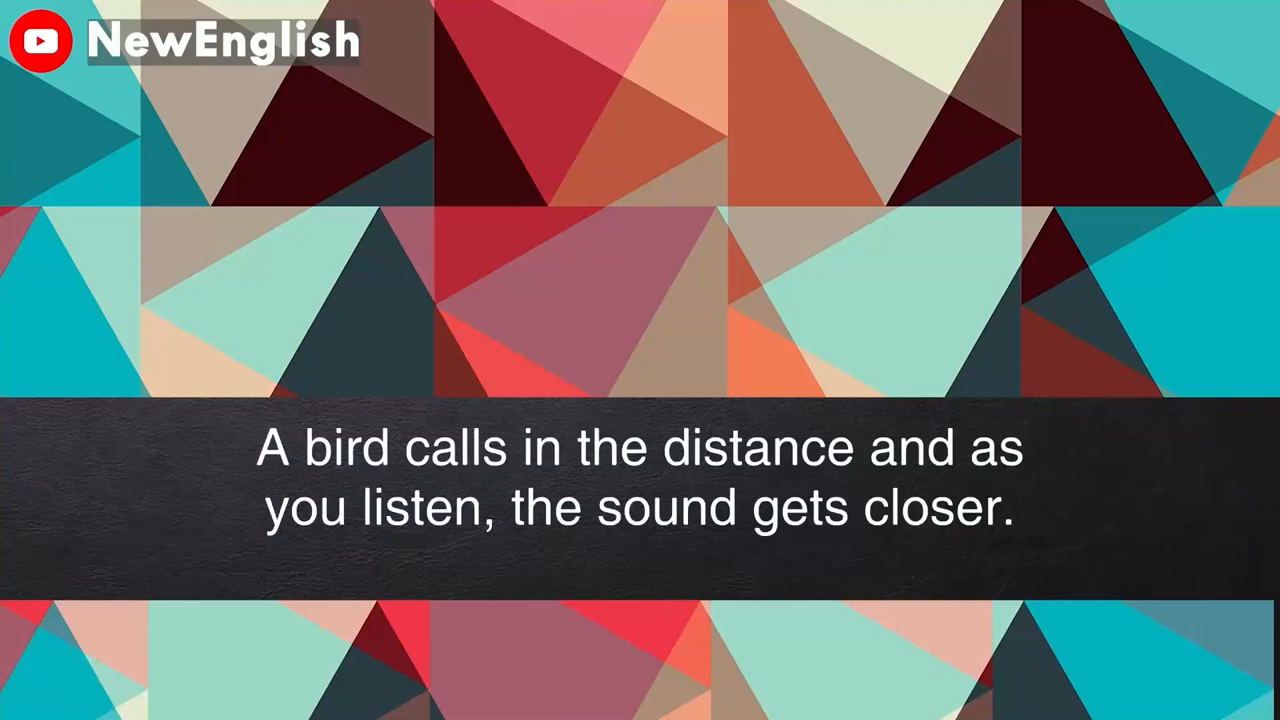 NewEnglish
A bird calls in the distance and as
you listen, the sound gets closer.